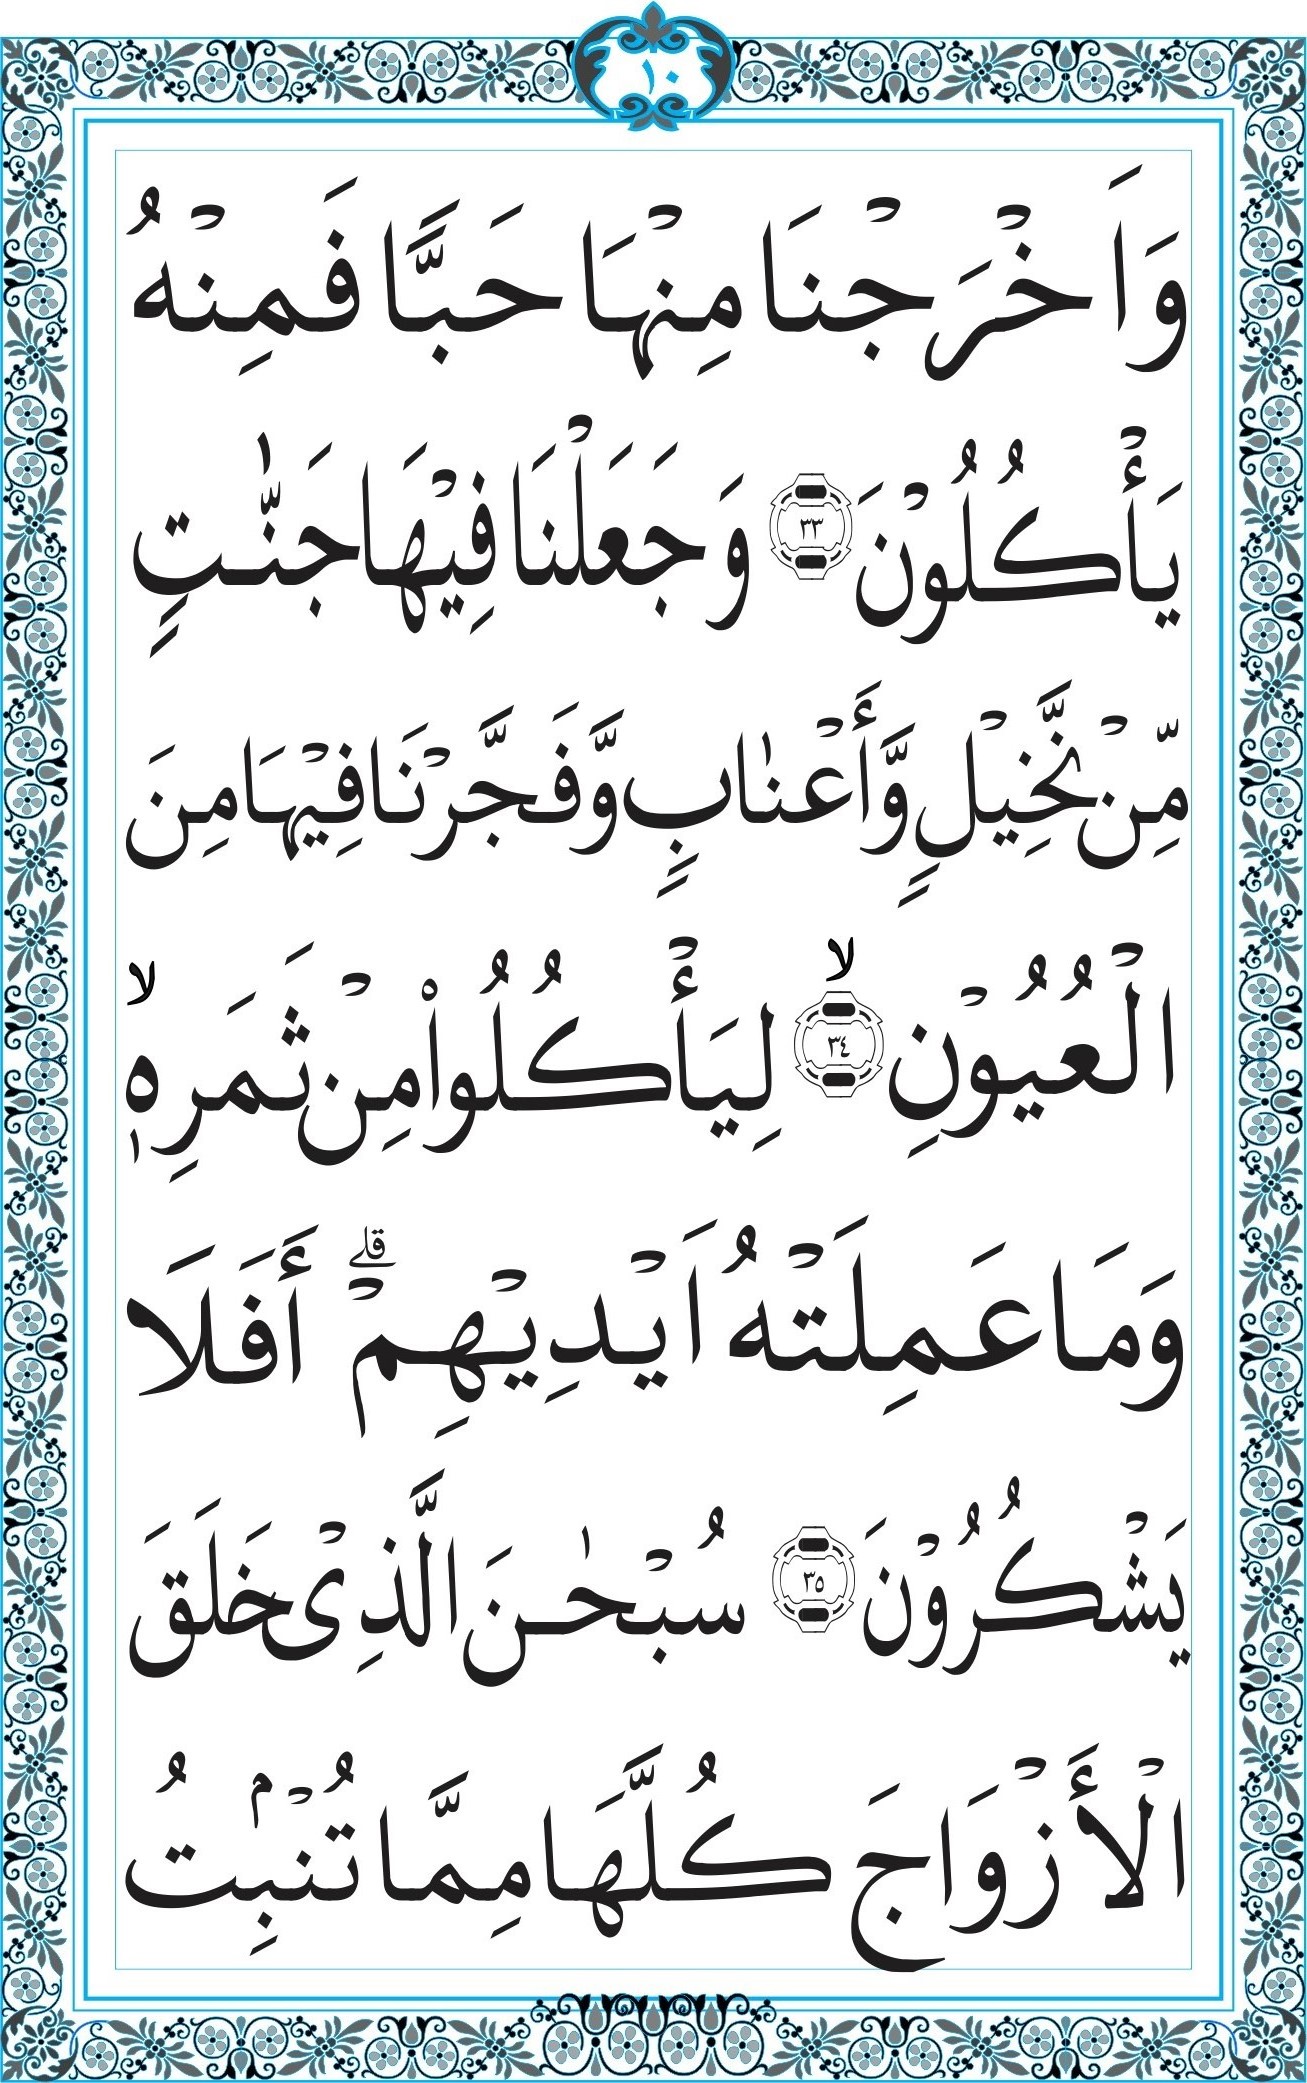 ١٠
وَاَخْرَجْنَا مِنْهَا حَبًّا فَمِنْهُ
يَأْكُلُوْنَ ٣٣ وَجَعَلْنَا فِيْهَا جَنّٰتٍ
مِّنْ نَّخِيْلٍ وَّأَعْنٰابٍ وَّفَجَّرْنَا فِيْهَا مِنَ
الْعُيُوْنِ ٣٤ ۙ لِيَأْكُلُوْا مِنْ ثَمَرِهٖ ۙ
وَمَا عَمِلَتْهُ اَيْدِيْهِمْ ۗ أَفَلَا
يَشْكُرُوْنَ ٣٥ سُبْحٰنَ الَّذِيْ خَلَقَ
الْأَزْوَاجَ كُلَّهَا مِمَّا تُنْۢبِتُ